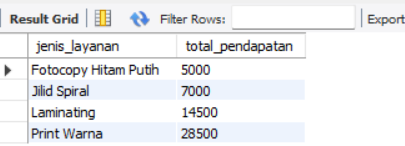 Result Grid Filter Rows: Export
jenis_layanan total_pendapatan
Fotocopy Hitam Putih 5000
Jilid Spiral 7000
Laminating 14500
Print Warna 28500